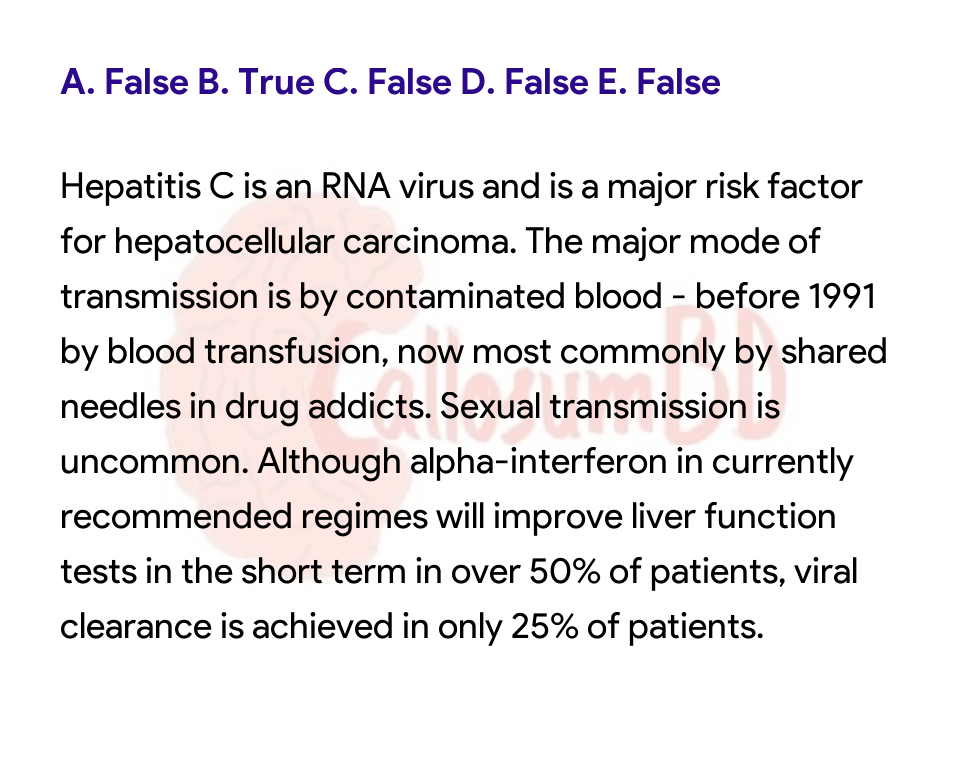 A. False B. True C. False D. False E. False
Hepatitis C is an RNA virus and is a major risk factor
for hepatocellular carcinoma. The major mode of
transmission is by contaminated blood - before 1991
by blood transfusion, now most commonly by shared
needles in drug addicts. Sexual transmission is
uncommon. Although alpha-interferon in currently
recommended regimes will improve liver function
tests in the short term in over 50% of patients, viral
clearance is achieved in only 25% of patients.
CallosumBD